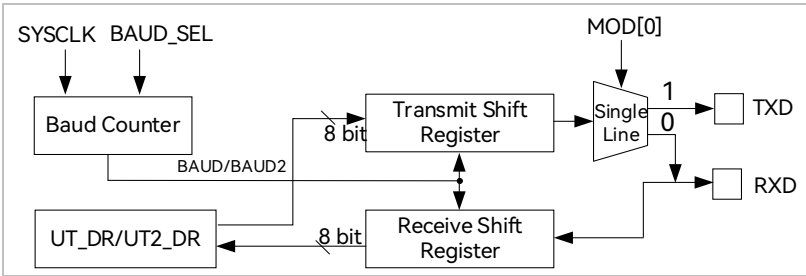 SYSCLK BAUD_SEL
MOD[0]
Baud Counter
8 bit
Transmit Shift
Register
Single
Line
1
0
TXD
BAUD/BAUD2
RXD
UT_DR/UT2_DR
8 bit
Receive Shift
Register